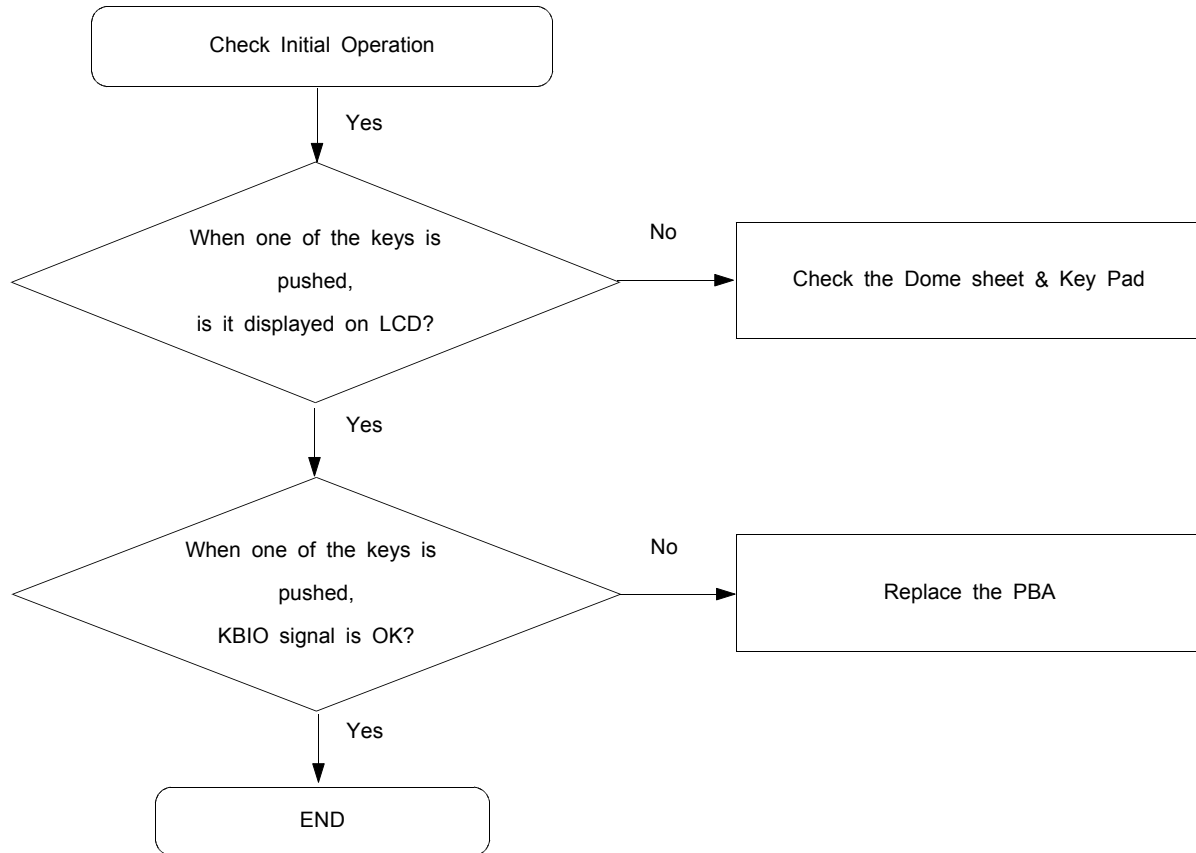 Check Initial Operation
Yes
When one of the keys is
pushed,
is it displayed on LCD?
No
Check the Dome sheet & Key Pad
Yes
When one of the keys is
pushed,
KBIO signal is OK?
No
Replace the PBA
Yes
END